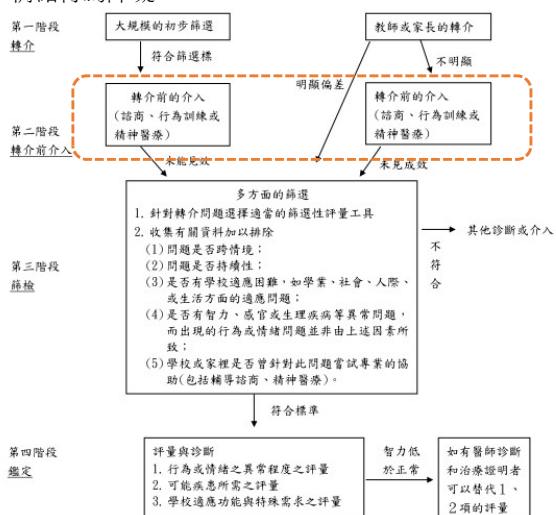 第一階段
轉介
大規模的初步篩選
教師或家長的轉介
符合篩選標
明顯偏差
不明顯
第二階段
轉介前介入
轉介前的介入
(諮商、行為訓練或
精神醫療)
轉介前的介入
(諮商、行為訓練或
精神醫療)
未能見效
未見成效
第三階段
篩檢
多方面的篩選
1. 針對轉介問題選擇適當的篩選性評量工具
2. 收集有關資料加以排除
(1)問題是否跨情境；
(2)問題是否持續性；
(3)是否有學校適應困難，如學業、社會、人際、
或生活方面的適應問題；
(4)是否有智力、感官或生理疾病等異常問題，
而出現的行為或情緒問題並非由上述因素所
致；
(5)學校或家裡是否曾針對此問題嘗試專業的協
助(包括輔導諮商、精神醫療)。
不符合
其他診斷或介入
符合標準
第四階段
鑑定
評量與診斷
1. 行為或情緒之異常程度之評量
2. 可能疾患所需之評量
3. 學校適應功能與特殊需求之評量
智力低
於正常
如有醫師診斷
和治療證明者
可以替代１、
２項的評量